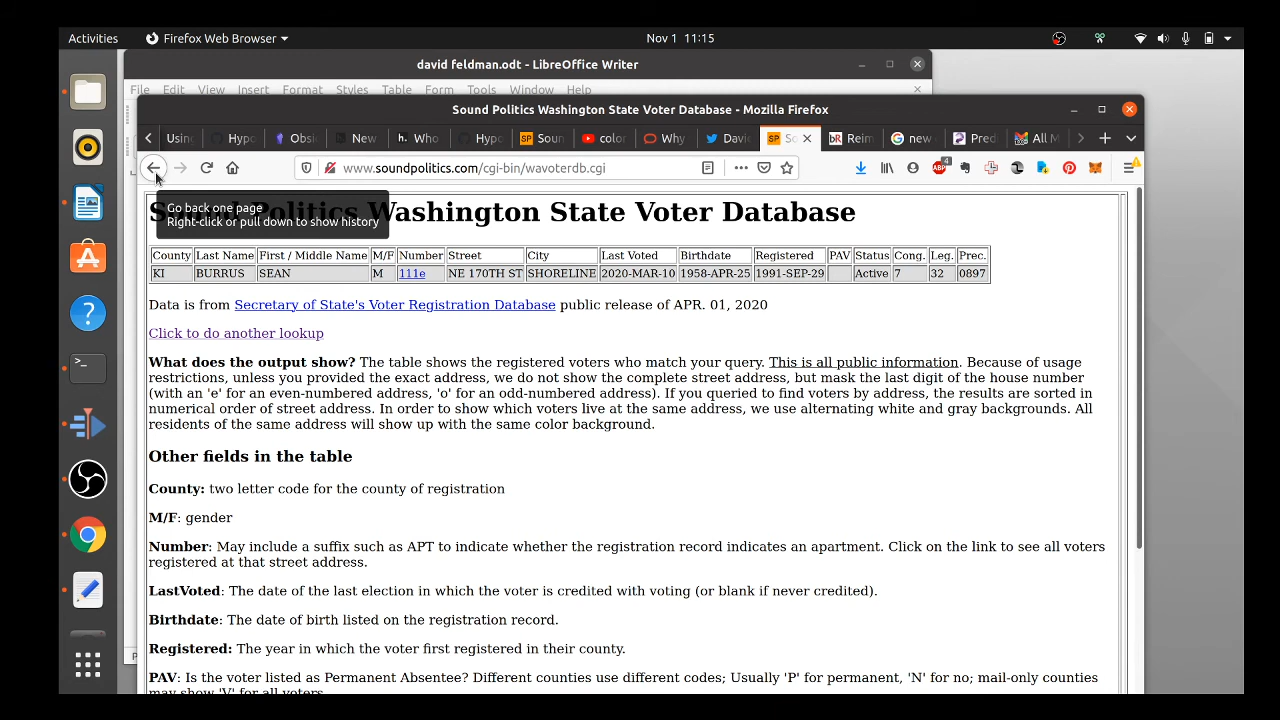 Activities
Firefox Web Browser
Nov 1 11:15
david feldman.odt - LibreOffice Writer
File Edit View Insert Format Styles Table Form Tools Window Help
Sound Politics Washington State Voter Database - Mozilla Firefox
Using Hypo Obsi New Who Hypo Soun color Why Davi So Reim new Pred All M
www.soundpolitics.com/cgi-bin/wavoterdb.cgi
4
Go back one page
Right-click or pull down to show history
Sound Politics Washington State Voter Database
County Last Name First / Middle Name M/F Number Street City Last Voted Birthdate Registered PAV Status Cong. Leg. Prec.
KI BURRUS SEAN M 111e NE 170TH ST SHORELINE 2020-MAR-10 1958-APR-25 1991-SEP-29 Active 7 32 0897
Data is from Secretary of State's Voter Registration Database public release of APR. 01, 2020
Click to do another lookup
What does the output show? The table shows the registered voters who match your query. This is all public information. Because of usage
restrictions, unless you provided the exact address, we do not show the complete street address, but mask the last digit of the house number
(with an 'e' for an even-numbered address, 'o' for an odd-numbered address). If you queried to find voters by address, the results are sorted in
numerical order of street address. In order to show which voters live at the same address, we use alternating white and gray backgrounds. All
residents of the same address will show up with the same color background.
Other fields in the table
County: two letter code for the county of registration
M/F: gender
Number: May include a suffix such as APT to indicate whether the registration record indicates an apartment. Click on the link to see all voters
registered at that street address.
LastVoted: The date of the last election in which the voter is credited with voting (or blank if never credited).
Birthdate: The date of birth listed on the registration record.
Registered: The year in which the voter first registered in their county.
PAV: Is the voter listed as Permanent Absentee? Different counties use different codes; Usually 'P' for permanent, 'N' for no; mail-only counties
may show 'V' for all voters.